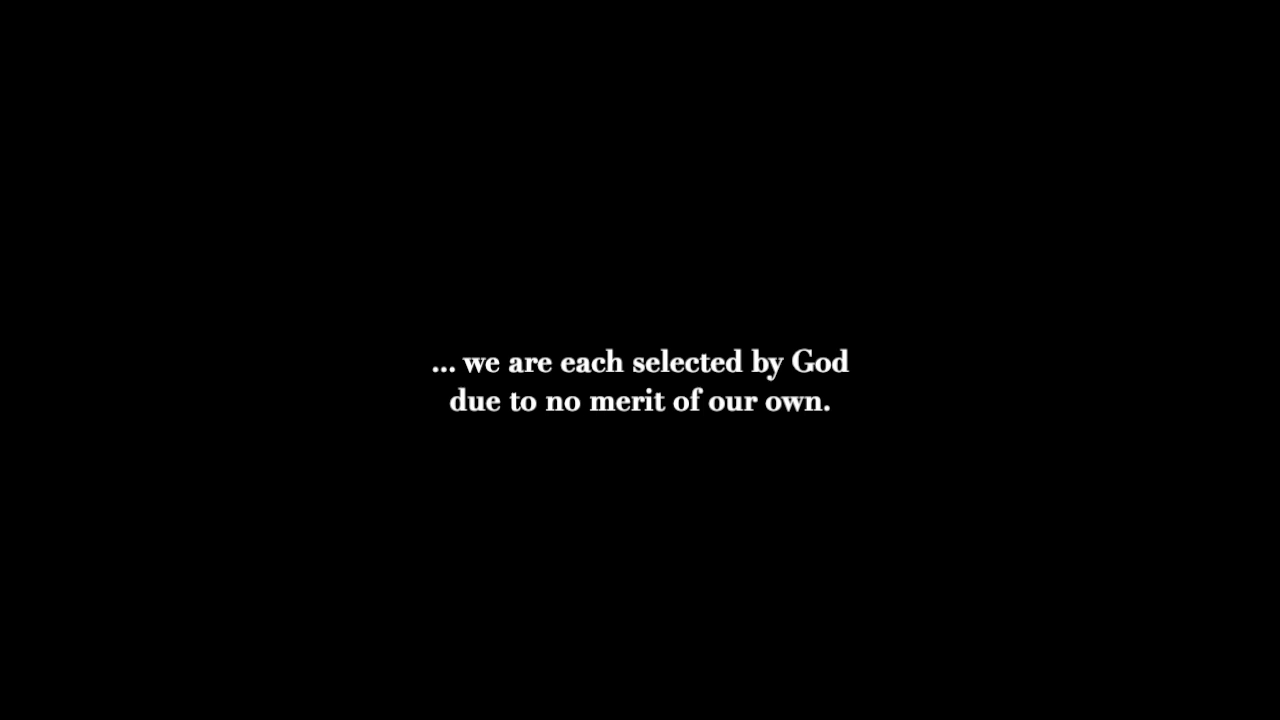 ... we are each selected by God
due to no merit of our own.